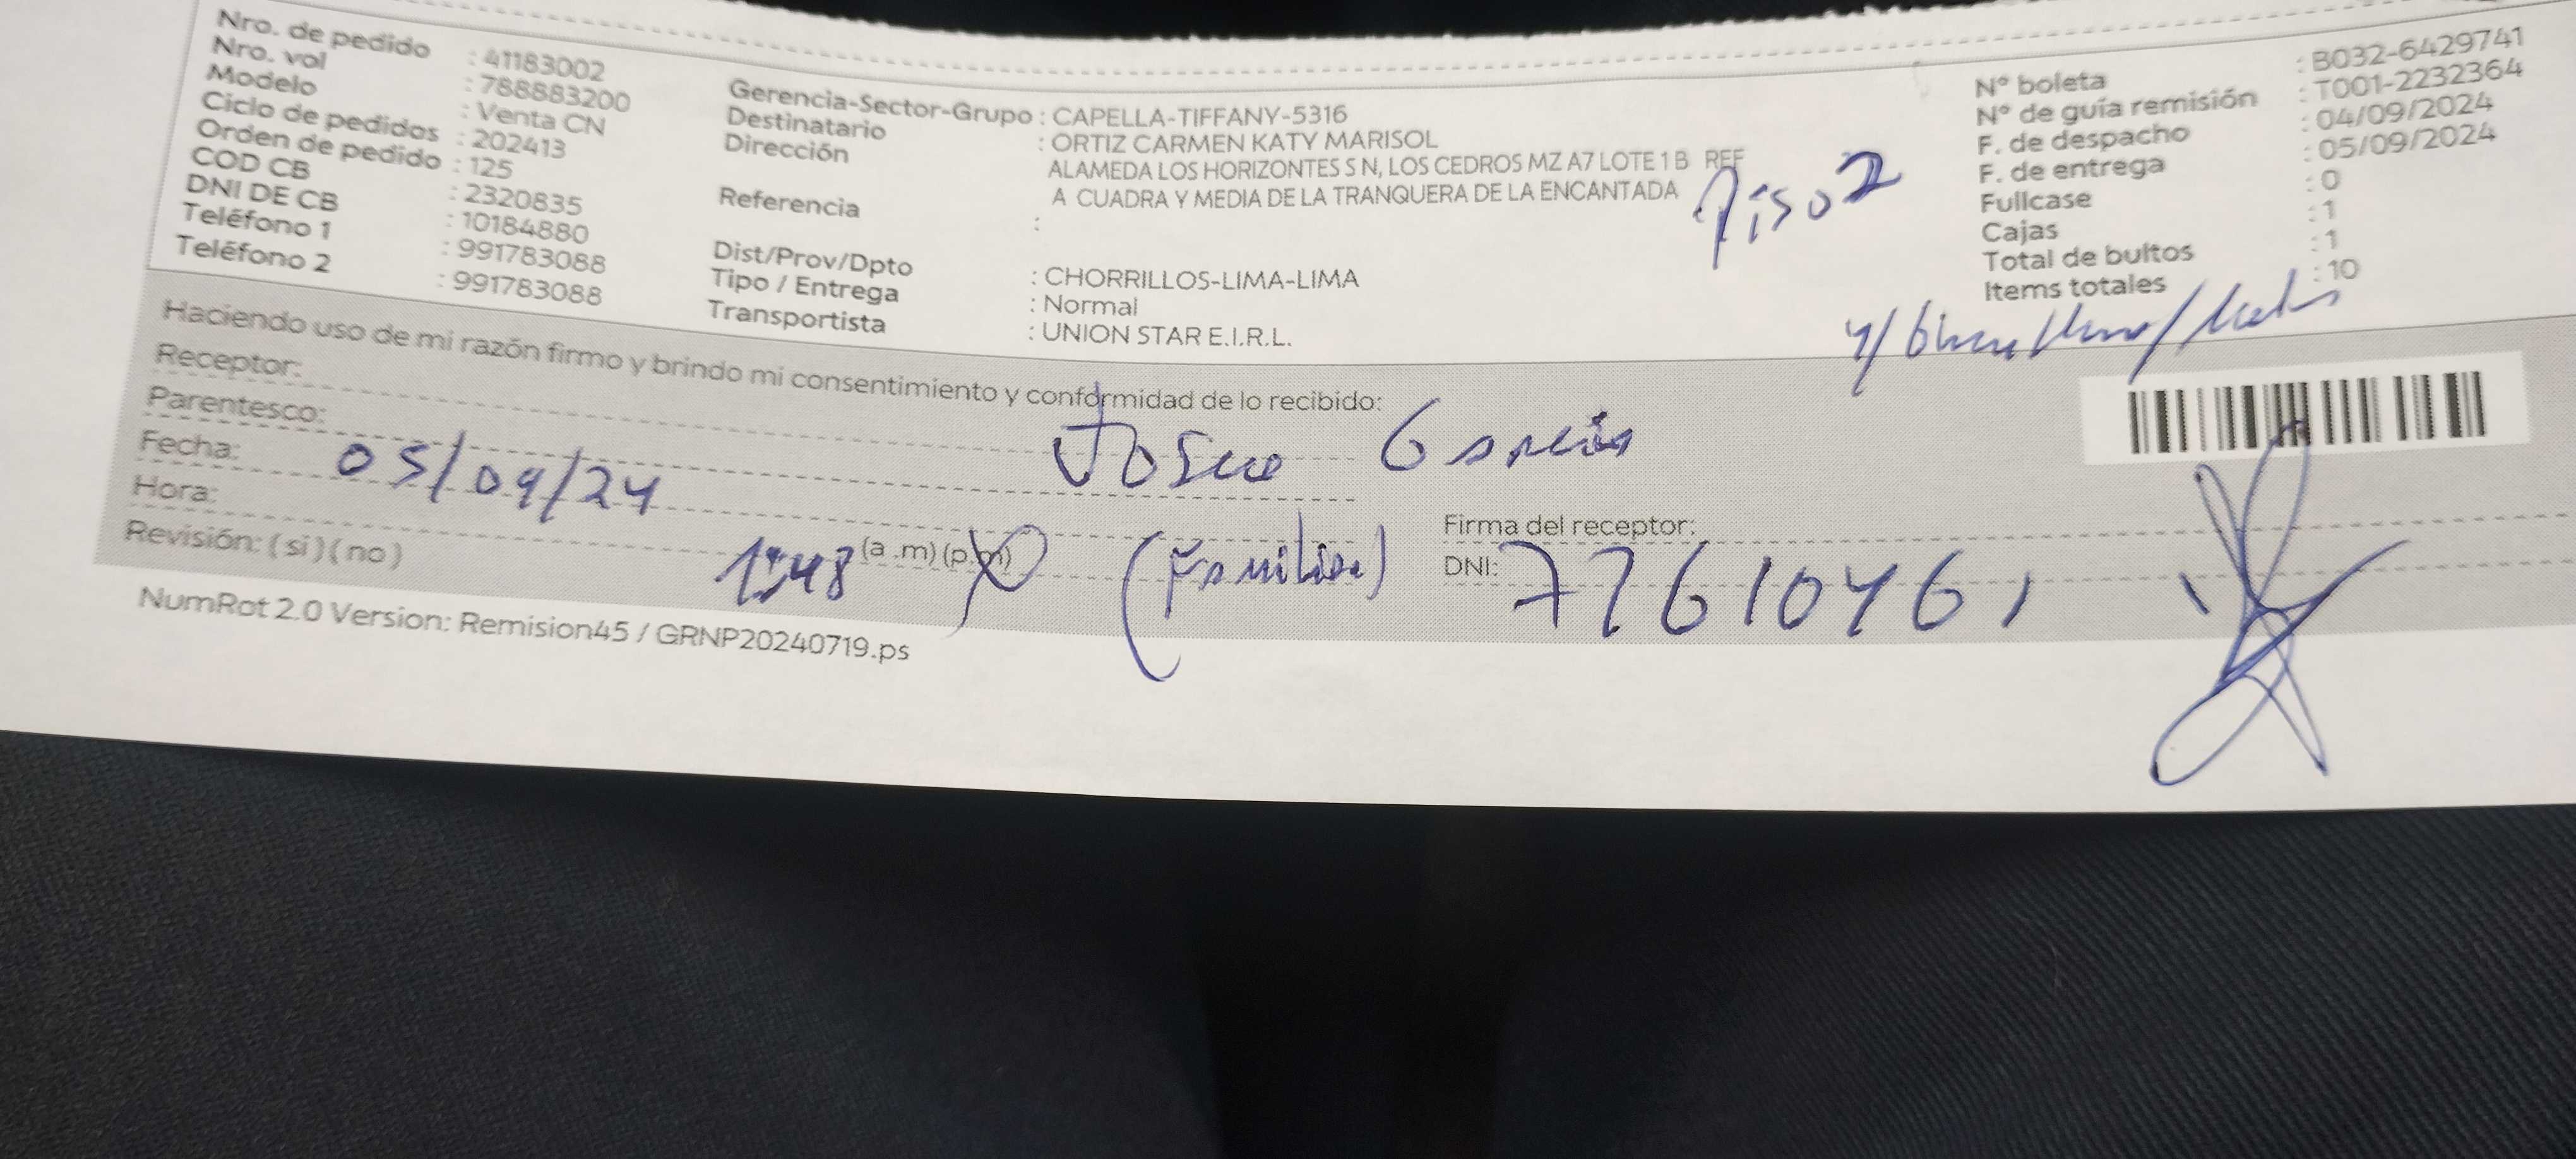 Nro. de pedido : 41183002
Nro. vol : 788883200
Modelo : Venta CN
Ciclo de pedidos : 202413
Orden de pedido : 125
COD CB : 2320835
DNI DE CB : 10184880
Teléfono 1 : 991783088
Teléfono 2 : 991783088
Gerencia-Sector-Grupo : CAPELLA-TIFFANY-5316
Destinatario : ORTIZ CARMEN KATY MARISOL
Dirección ALAMEDA LOS HORIZONTES S N, LOS CEDROS MZ A7 LOTE 1 B REF
A CUADRA Y MEDIA DE LA TRANQUERA DE LA ENCANTADA
Piso 2
Referencia :
Dist/Prov/Dpto : CHORRILLOS-LIMA-LIMA
Tipo / Entrega : Normal
Transportista : UNION STAR E.I.R.L.
N° boleta : B032-6429741
N° de guía remisión : T001-2232364
F. de despacho : 04/09/2024
F. de entrega : 05/09/2024
Fullcase : 0
Cajas : 1
Total de bultos : 1
Items totales : 10
Haciendo uso de mi razón firmo y brindo mi consentimiento y conformidad de lo recibido:
Receptor: Josue Garcia
Parentesco: (Familiar)
Fecha: 05/09/24
Hora: (a .m) (p.m)
Revisión: ( si ) ( no )
Firma del receptor:
DNI: 77610461
NumRot 2.0 Version: Remision45 / GRNP20240719.ps